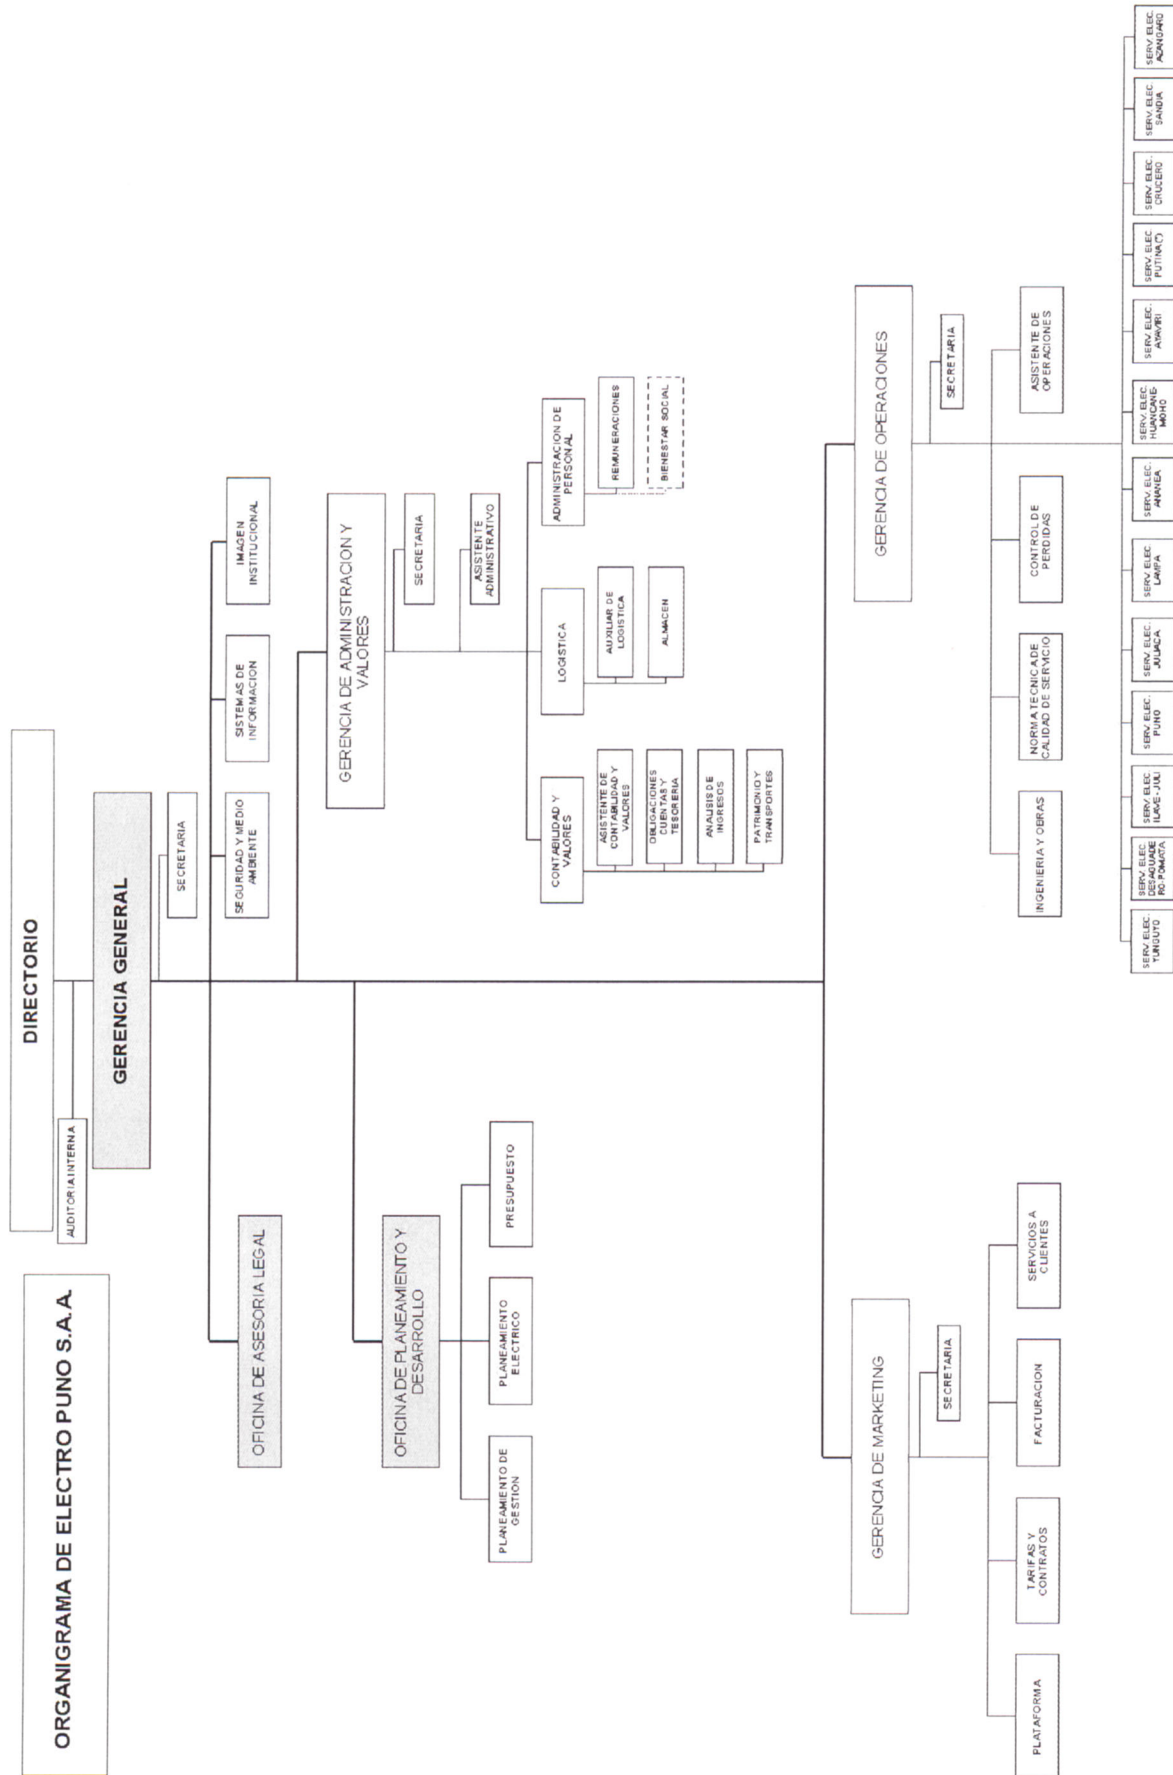 ORGANIGRAMA DE ELECTRO PUNO S.A.A.
DIRECTORIO
AUDITORIA INTERNA
GERENCIA GENERAL
SECRETARIA
OFICINA DE ASESORIA LEGAL
SEGURIDAD Y MEDIO
AMBIENTE
SISTEMAS DE
INFORMACION
IMAGEN
INSTITUCIONAL
GERENCIA DE ADMINISTRACION Y
VALORES
SECRETARIA
ASISTENTE
ADMINISTRATIVO
OFICINA DE PLANEAMIENTO Y
DESARROLLO
PLANEAMIENTO DE
GESTION
PLANEAMIENTO
ELECTRICO
PRESUPUESTO
CONTABILIDAD Y
VALORES
ASISTENTE DE
CONTABILIDAD Y
VALORES
OBLIGACIONES
CUENTAS Y
TESORERIA
ANALISIS DE
INGRESOS
PATRIMONIO Y
TRANSPORTES
LOGISTICA
AUXILIAR DE
LOGISTICA
ALMACEN
ADMINISTRACION DE
PERSONAL
REMUNERACIONES
BIENESTAR SOCIAL
GERENCIA DE MARKETING
SECRETARIA
PLATAFORMA
TARIFAS Y
CONTRATOS
FACTURACION
SERVICIOS A
CLIENTES
GERENCIA DE OPERACIONES
SECRETARIA
INGENIERIA Y OBRAS
NORMA TECNICA DE
CALIDAD DE SERVICIO
CONTROL DE
PERDIDAS
ASISTENTE DE
OPERACIONES
SERV. ELEC.
YUNGUYO
SERV. ELEC.
DESAGUADE
RO-POMATA
SERV. ELEC.
ILAVE - JULI
SERV. ELEC.
PUNO
SERV. ELEC.
JULIACA
SERV. ELEC.
LAMPA
SERV. ELEC.
ANANEA
SERV. ELEC.
HUANCANE-
MOHO
SERV. ELEC.
AYAVIRI
SERV. ELEC.
PUTINA(*)
SERV. ELEC.
CRUCERO
SERV. ELEC.
SANDIA
SERV. ELEC.
AZANGARO